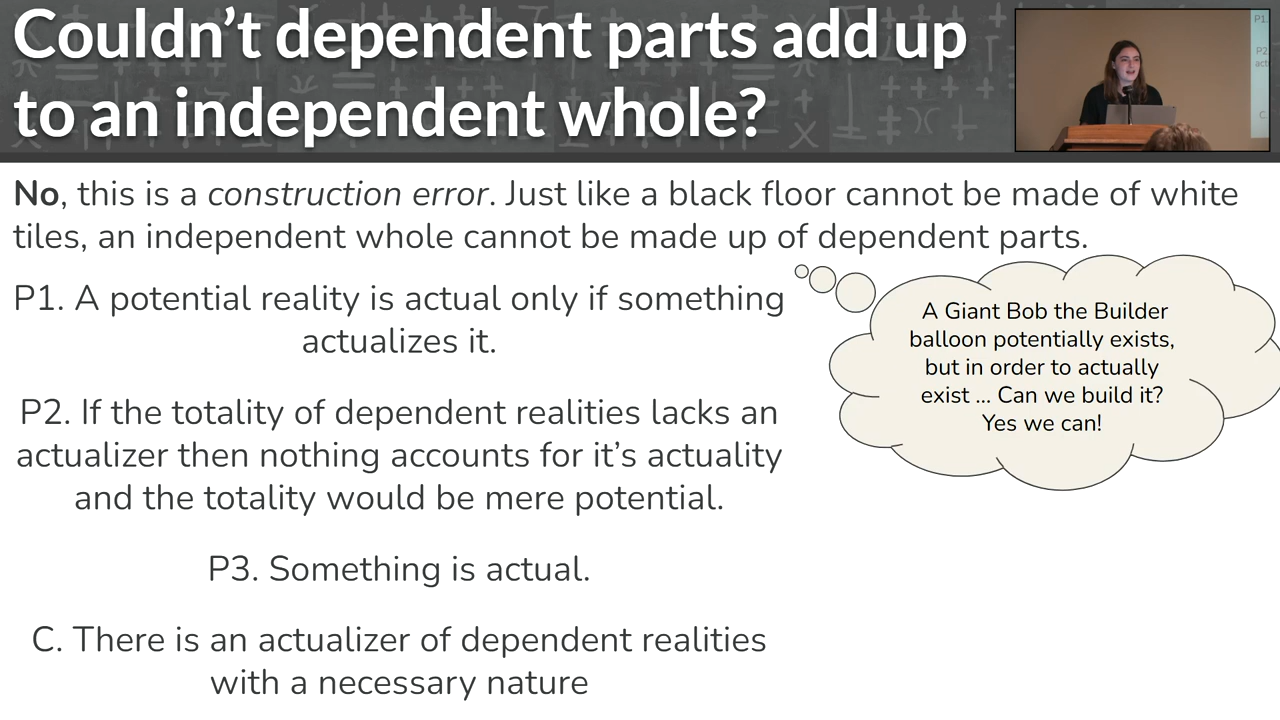 Couldn't dependent parts add up
to an independent whole?
No, this is a construction error. Just like a black floor cannot be made of white
tiles, an independent whole cannot be made up of dependent parts.
P1. A potential reality is actual only if something
actualizes it.
A Giant Bob the Builder
balloon potentially exists,
but in order to actually
exist ... Can we build it?
Yes we can!
P2. If the totality of dependent realities lacks an
actualizer then nothing accounts for it's actuality
and the totality would be mere potential.
P3. Something is actual.
C. There is an actualizer of dependent realities
with a necessary nature
P1.
P2
act
C